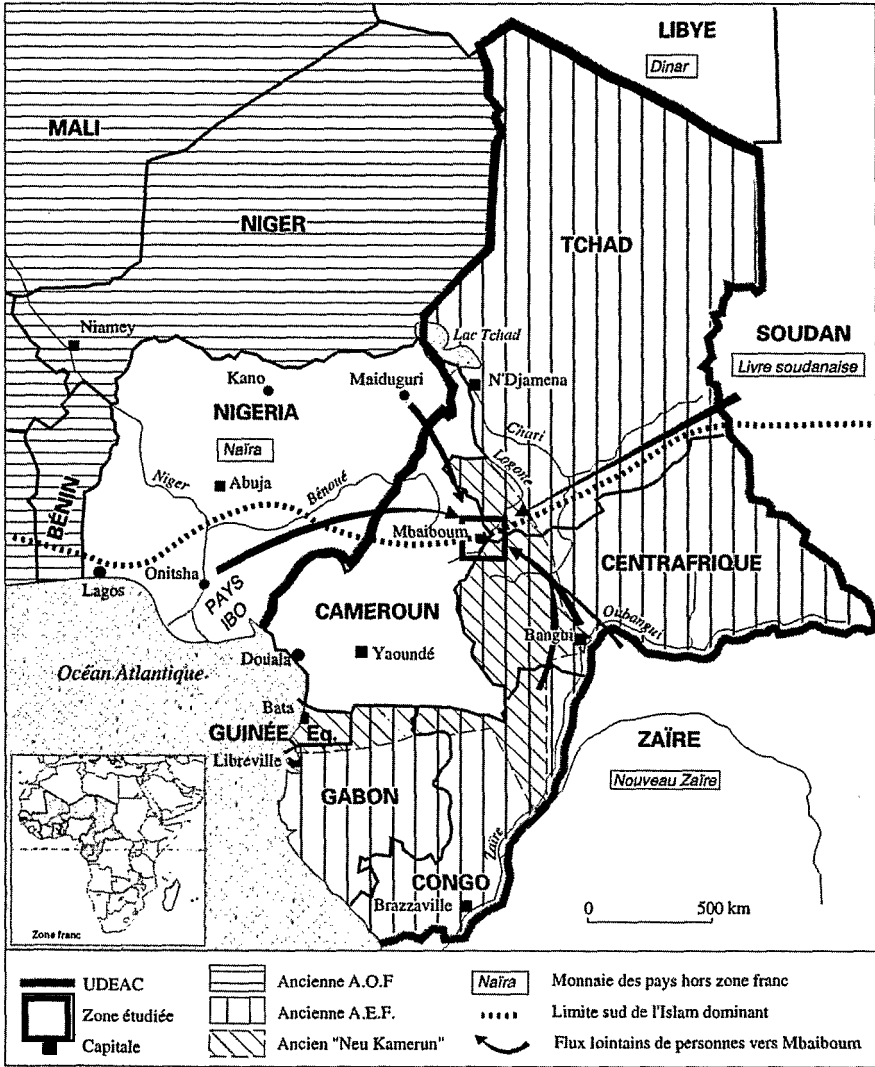 LIBYE
Dinar
MALI
NIGER
TCHAD
Niamey
Lac Tchad
SOUDAN
Livre soudanaise
Kano
Maiduguri
N'Djamena
NIGERIA
Naïra
Chari
Logone
Niger
Abuja
Bénoué
BÉNIN
Mbaiboum
Onitsha
CENTRAFRIQUE
Lagos
PAYS
IBO
CAMEROUN
Oubangui
Bangui
Douala
Yaoundé
Océan Atlantique
Bata
GUINÉE Eq.
ZAÏRE
Libreville
Nouveau Zaïre
GABON
Zaïre
CONGO
Brazzaville
0 500 km
Zone franc
UDEAC
Zone étudiée
Capitale
Ancienne A.O.F
Ancienne A.E.F.
Ancien "Neu Kamerun"
Naïra
Monnaie des pays hors zone franc
Limite sud de l'Islam dominant
Flux lointains de personnes vers Mbaiboum